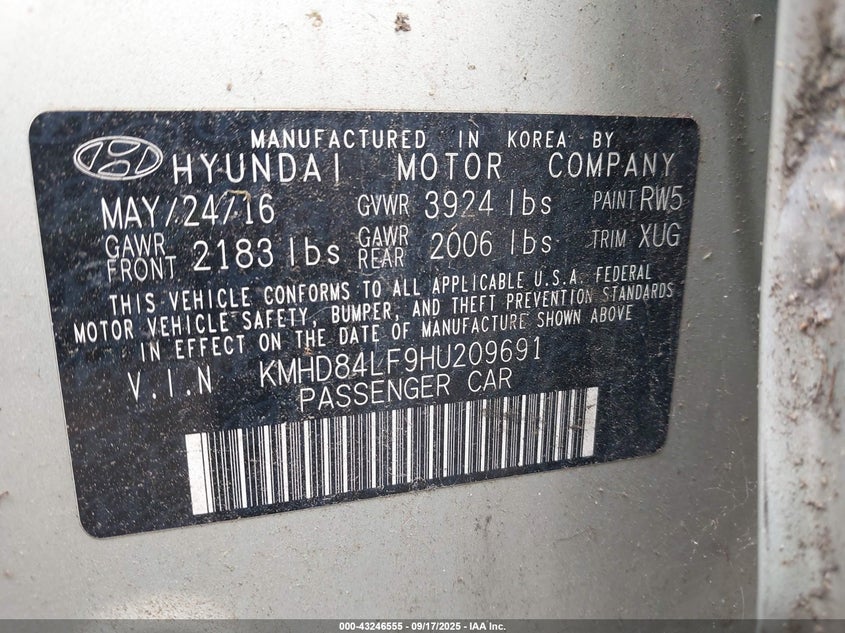 MANUFACTURED IN KOREA BY
HYUNDAI MOTOR COMPANY
MAY/24/16 GVWR 3924 lbs PAINT RW5
GAWR FRONT 2183 lbs GAWR REAR 2006 lbs TRIM XUG
THIS VEHICLE CONFORMS TO ALL APPLICABLE U.S.A. FEDERAL
MOTOR VEHICLE SAFETY, BUMPER, AND THEFT PREVENTION STANDARDS
IN EFFECT ON THE DATE OF MANUFACTURE SHOWN ABOVE
V.I.N KMHD84LF9HU209691
PASSENGER CAR
000-43246555 - 09/17/2025 - IAA Inc.